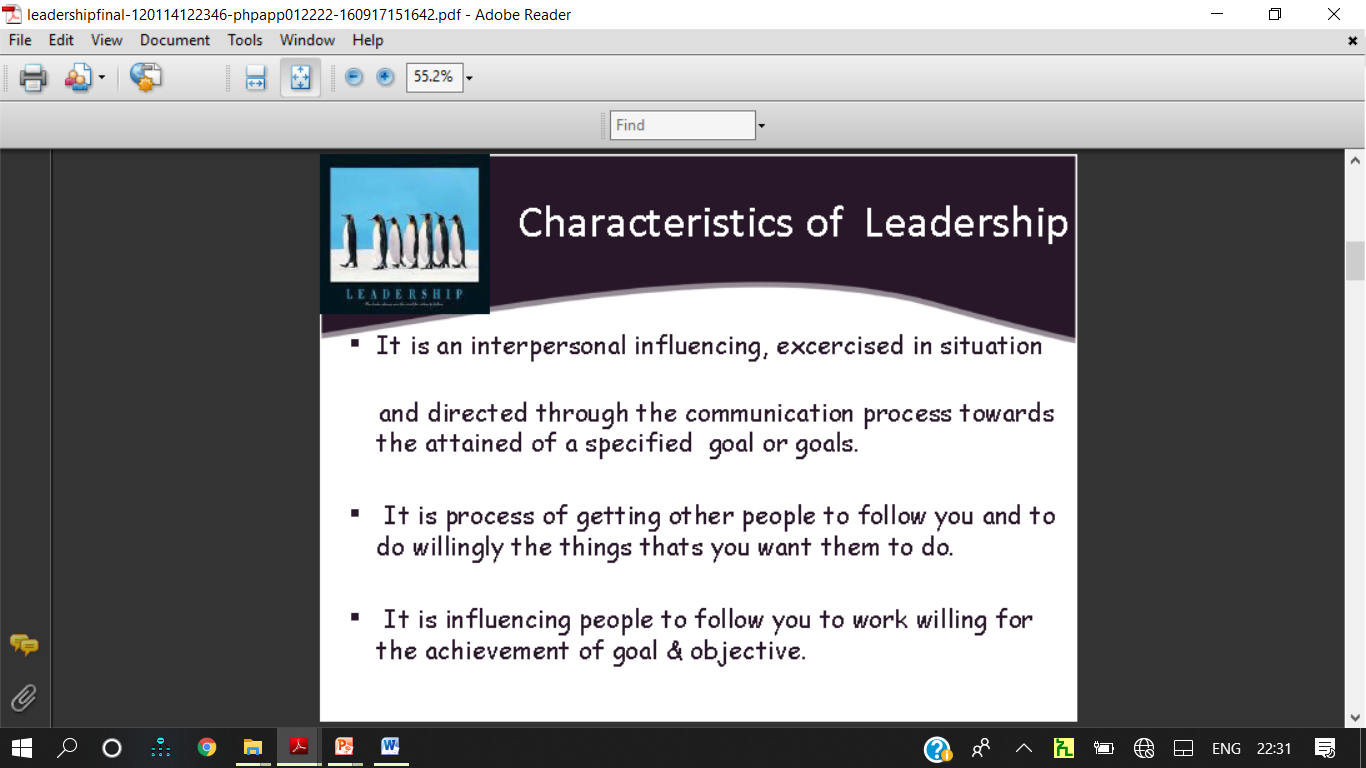 leadershipfinal-120114122346-phpapp012222-160917151642.pdf - Adobe Reader
File Edit View Document Tools Window Help
55.2%
Find
Characteristics of Leadership
LEADERSHIP
▪ It is an interpersonal influencing, excercised in situation
and directed through the communication process towards
the attained of a specified goal or goals.
▪ It is process of getting other people to follow you and to
do willingly the things thats you want them to do.
▪ It is influencing people to follow you to work willing for
the achievement of goal & objective.
ENG 22:31